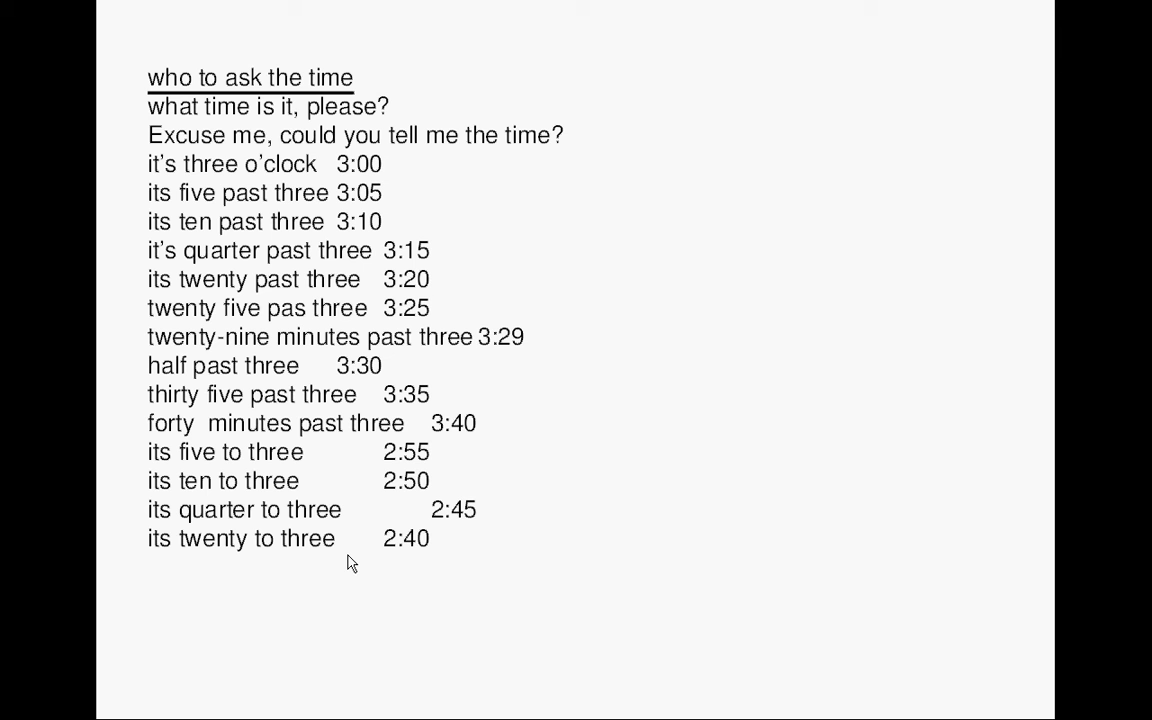 who to ask the time
what time is it, please?
Excuse me, could you tell me the time?
it's three o'clock 3:00
its five past three 3:05
its ten past three 3:10
it's quarter past three 3:15
its twenty past three 3:20
twenty five pas three 3:25
twenty-nine minutes past three 3:29
half past three 3:30
thirty five past three 3:35
forty minutes past three 3:40
its five to three 2:55
its ten to three 2:50
its quarter to three 2:45
its twenty to three 2:40